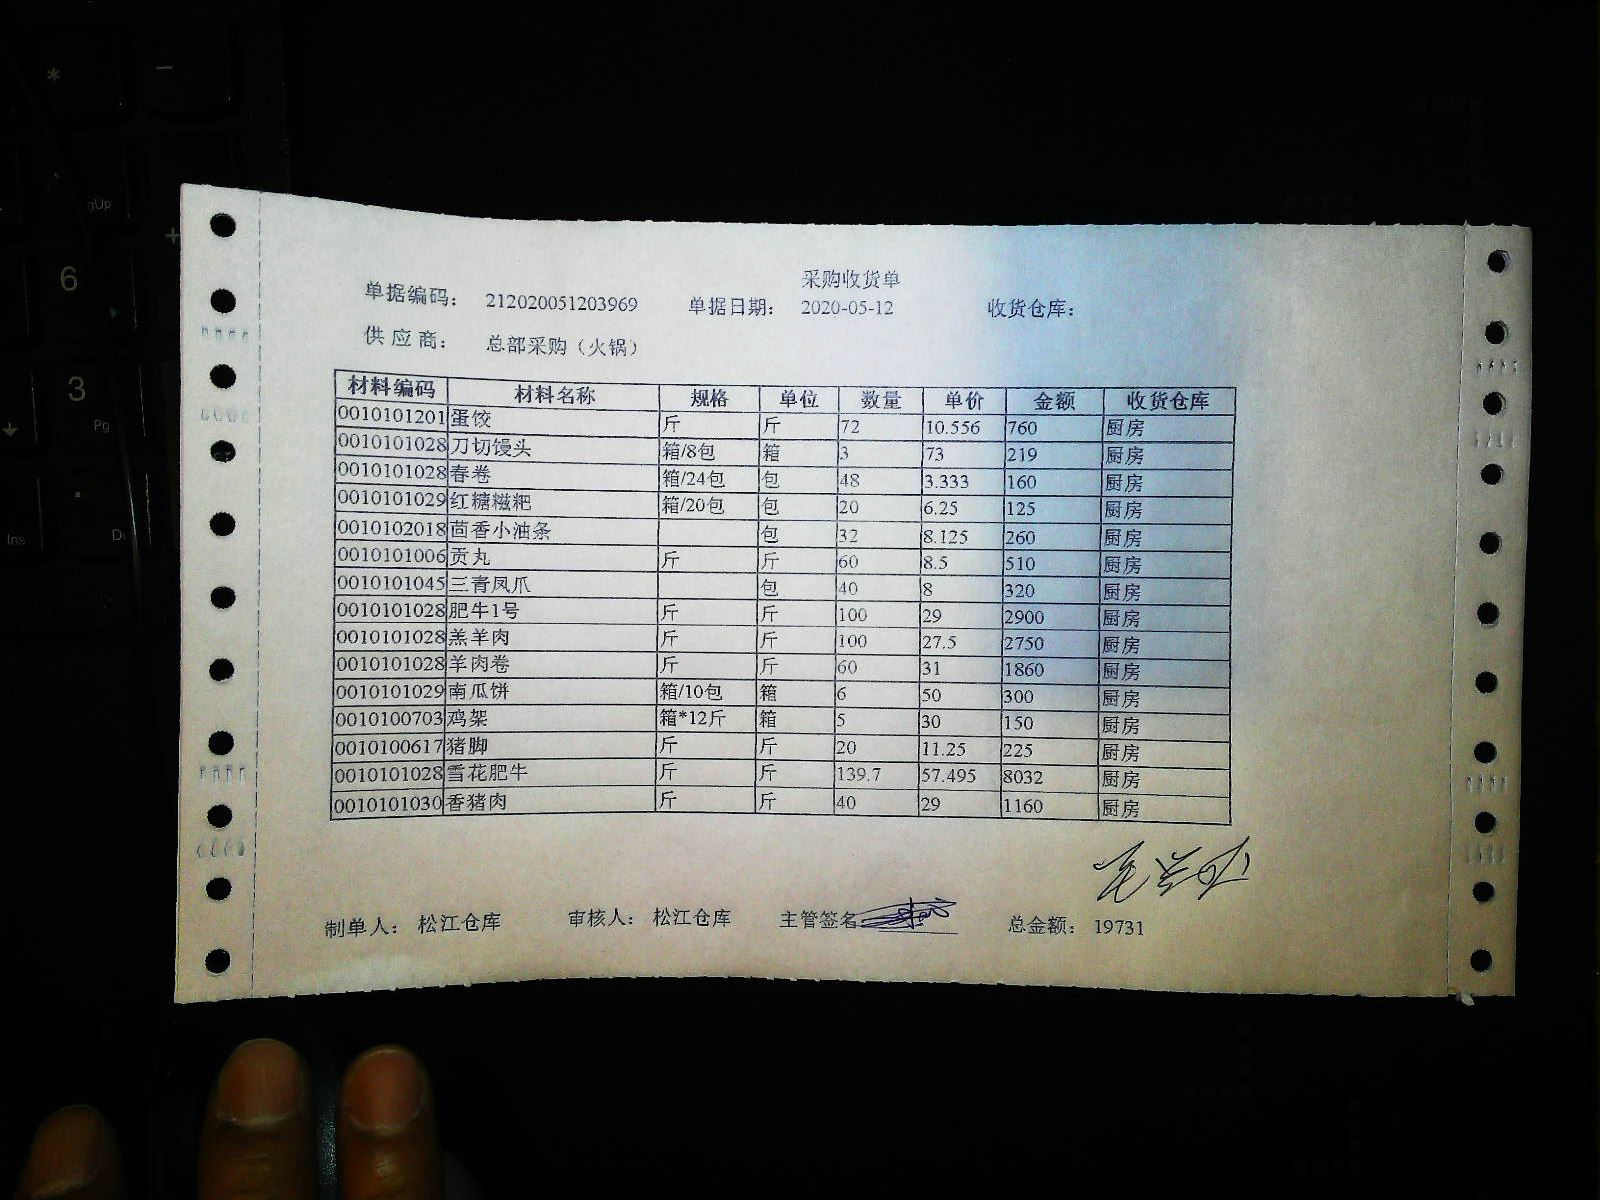 采购收货单
单据编码： 212020051203969 单据日期： 2020-05-12 收货仓库：
供 应 商： 总部采购（火锅）
材料编码 材料名称 规格 单位 数量 单价 金额 收货仓库
0010101201 蛋饺 斤 斤 72 10.556 760 厨房
0010101028 刀切馒头 箱/8包 箱 3 73 219 厨房
0010101028 春卷 箱/24包 包 48 3.333 160 厨房
0010101029 红糖糍粑 箱/20包 包 20 6.25 125 厨房
0010102018 茴香小油条 包 32 8.125 260 厨房
0010101006 贡丸 斤 斤 60 8.5 510 厨房
0010101045 三青凤爪 包 40 8 320 厨房
0010101028 肥牛1号 斤 斤 100 29 2900 厨房
0010101028 羔羊肉 斤 斤 100 27.5 2750 厨房
0010101028 羊肉卷 斤 斤 60 31 1860 厨房
0010101029 南瓜饼 箱/10包 箱 6 50 300 厨房
0010100703 鸡架 箱*12斤 箱 5 30 150 厨房
0010100617 猪脚 斤 斤 20 11.25 225 厨房
0010101028 雪花肥牛 斤 斤 139.7 57.495 8032 厨房
0010101030 香猪肉 斤 斤 40 29 1160 厨房
制单人： 松江仓库 审核人： 松江仓库 主管签名 总金额： 19731
*
-
gUp
+
6
3
Pg
.
Ins